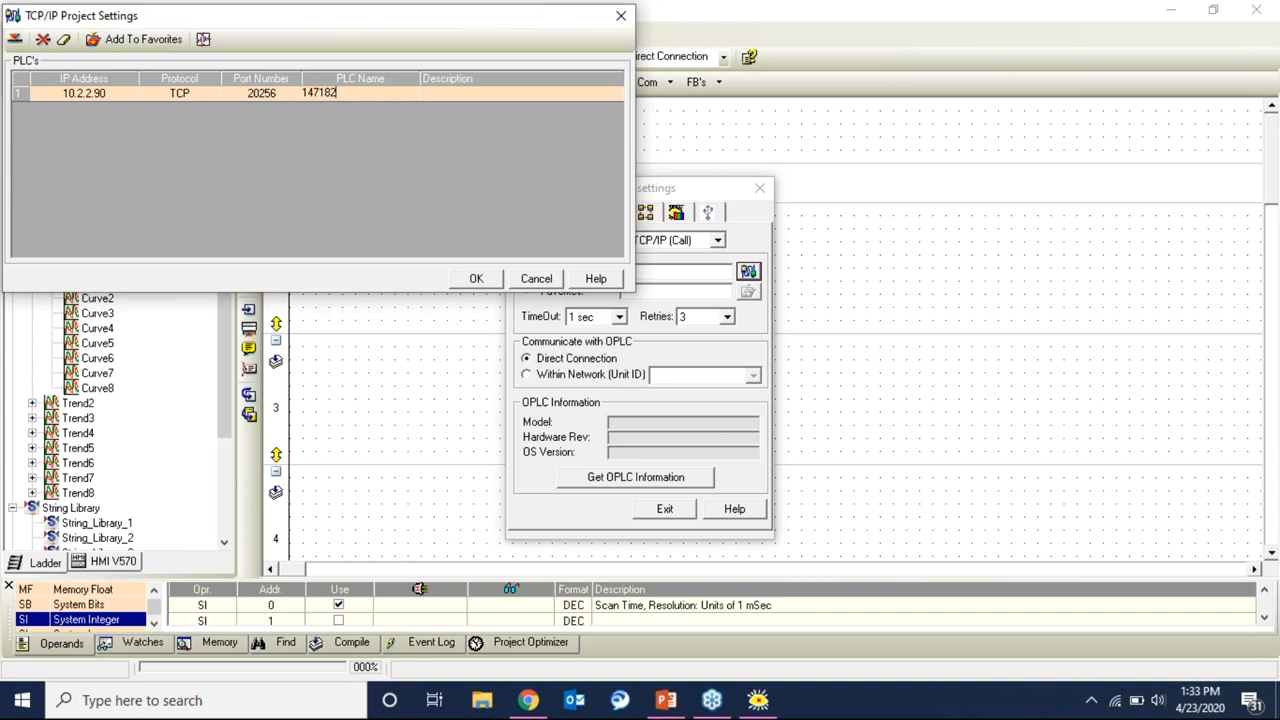 TCP/IP Project Settings
Add To Favorites
PLC's
IP Address Protocol Port Number PLC Name Description
1 10.2.2.90 TCP 20256 147182
OK Cancel Help
rect Connection
Com FB's
settings
TCP/IP (Call)
TimeOut: 1 sec Retries: 3
Communicate with OPLC
Direct Connection
Within Network (Unit ID)
OPLC Information
Model:
Hardware Rev:
OS Version:
Get OPLC Information
Exit Help
Curve2
Curve3
Curve4
Curve5
Curve6
Curve7
Curve8
Trend2
Trend3
Trend4
Trend5
Trend6
Trend7
Trend8
String Library
String_Library_1
String_Library_2
3
4
Ladder HMI V570
MF Memory Float
SB System Bits
SI System Integer
Opr. Addr. Use Format Description
SI 0 DEC Scan Time, Resolution: Units of 1 mSec
SI 1 DEC
Operands Watches Memory Find Compile Event Log Project Optimizer
000%
Type here to search
1:33 PM
4/23/2020
31